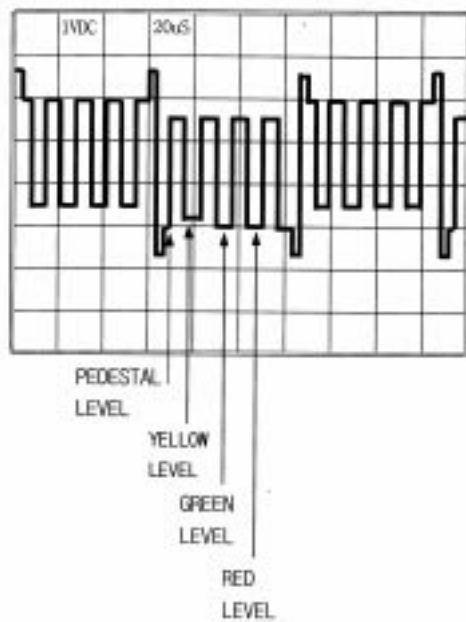 1VDC 20uS
PEDESTAL
LEVEL
YELLOW
LEVEL
GREEN
LEVEL
RED
LEVEL